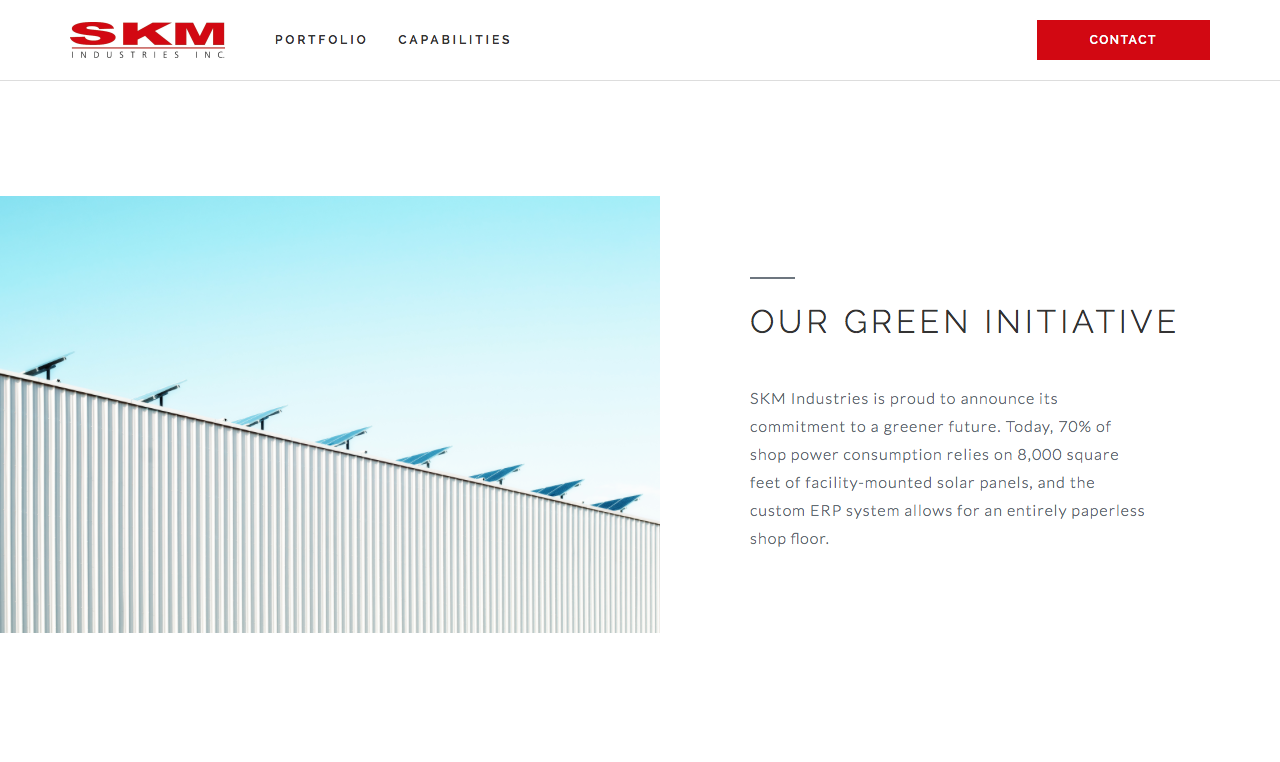 SKM
INDUSTRIES INC.
PORTFOLIO
CAPABILITIES
CONTACT
OUR GREEN INITIATIVE
SKM Industries is proud to announce its
commitment to a greener future. Today, 70% of
shop power consumption relies on 8,000 square
feet of facility-mounted solar panels, and the
custom ERP system allows for an entirely paperless
shop floor.